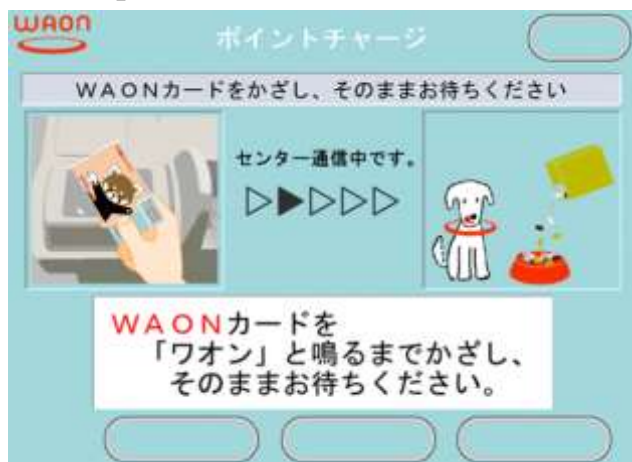 WAON
ポイントチャージ
WAONカードをかざし、そのままお待ちください
センター通信中です。
▷▶▷▷▷
WAONカードを
「ワオン」と鳴るまでかざし、
そのままお待ちください。